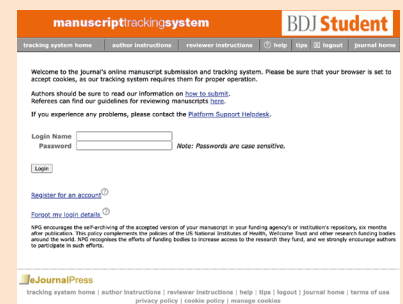 manuscripttrackingsystem
BDJ Student
tracking system home author instructions reviewer instructions ? help tips logout journal home
Welcome to the journal's online manuscript submission and tracking system. Please be sure that your browser is set to
accept cookies, as our tracking system requires them for proper operation.
Authors should be sure to read our information on how to submit.
Referees can find our guidelines for reviewing manuscripts here.
If you experience any problems, please contact the Platform Support Helpdesk.
Login Name
Password Note: Passwords are case sensitive.
Login
Register for an account?
Forgot my login details ?
NPG encourages the self-archiving of the accepted version of your manuscript in your funding agency's or institution's repository, six months
after publication. This policy complements the policies of the US National Institutes of Health, Wellcome Trust and other research funding bodies
around the world. NPG recognises the efforts of funding bodies to increase access to the research they fund, and we strongly encourage authors
to participate in such efforts.
eJournalPress
tracking system home | author instructions | reviewer instructions | help | tips | logout | journal home | terms of use
privacy policy | cookie policy | manage cookies